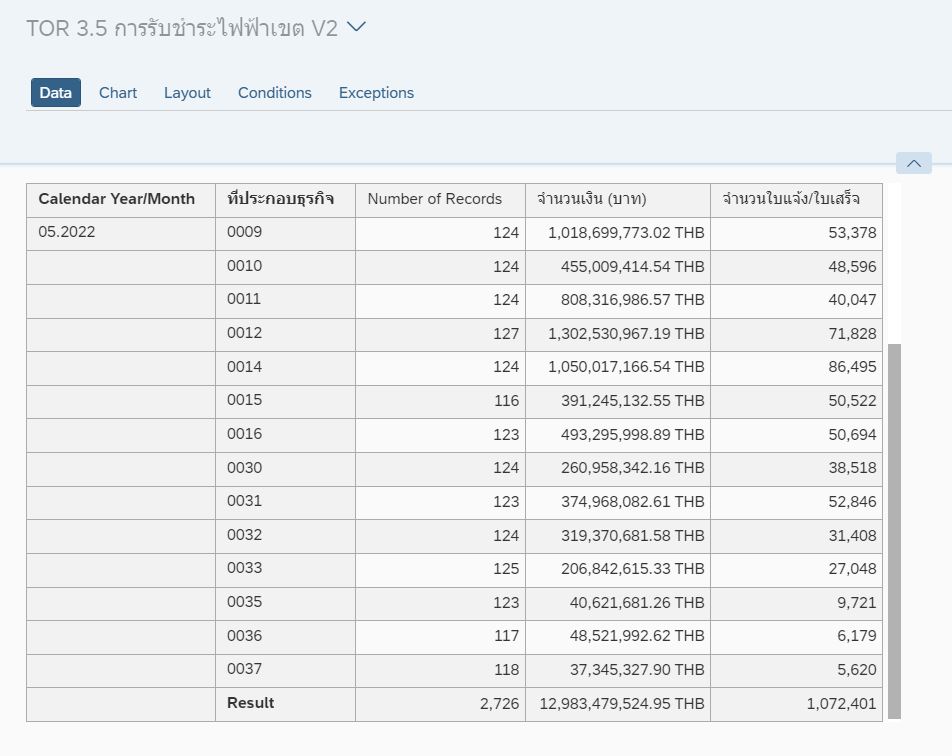 TOR 3.5 การรับชำระไฟฟ้าเขต V2
Data Chart Layout Conditions Exceptions
Calendar Year/Month ที่ประกอบธุรกิจ Number of Records จำนวนเงิน (บาท) จำนวนใบแจ้ง/ใบเสร็จ
05.2022 0009 124 1,018,699,773.02 THB 53,378
0010 124 455,009,414.54 THB 48,596
0011 124 808,316,986.57 THB 40,047
0012 127 1,302,530,967.19 THB 71,828
0014 124 1,050,017,166.54 THB 86,495
0015 116 391,245,132.55 THB 50,522
0016 123 493,295,998.89 THB 50,694
0030 124 260,958,342.16 THB 38,518
0031 123 374,968,082.61 THB 52,846
0032 124 319,370,681.58 THB 31,408
0033 125 206,842,615.33 THB 27,048
0035 123 40,621,681.26 THB 9,721
0036 117 48,521,992.62 THB 6,179
0037 118 37,345,327.90 THB 5,620
Result 2,726 12,983,479,524.95 THB 1,072,401